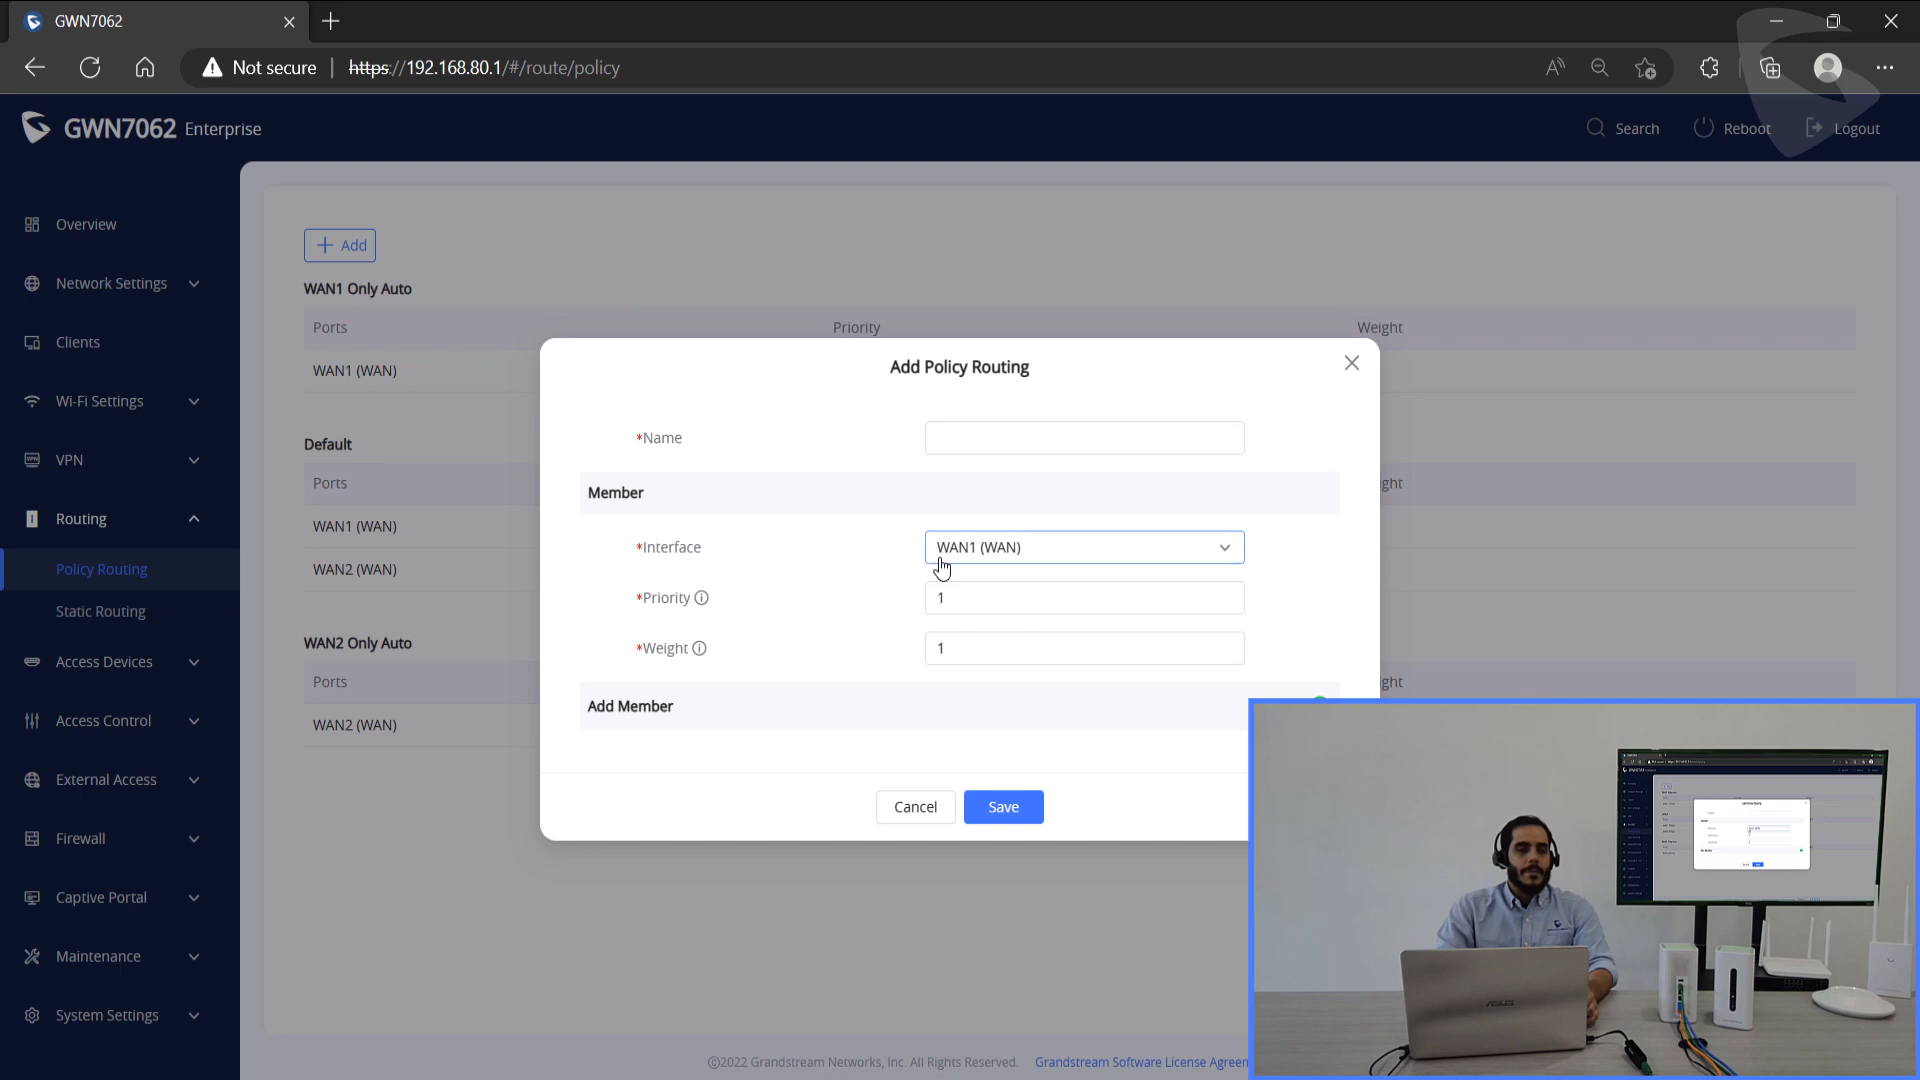 GWN7062
Not secure
https://192.168.80.1/#/route/policy
GWN7062 Enterprise
Search
Reboot
Logout
Overview
Network Settings
Clients
Wi-Fi Settings
VPN
Routing
Policy Routing
Static Routing
Access Devices
Access Control
External Access
Firewall
Captive Portal
Maintenance
System Settings
Add
WAN1 Only Auto
Ports Priority Weight
WAN1 (WAN)
Default
Ports ght
WAN1 (WAN)
WAN2 (WAN)
WAN2 Only Auto
Ports ght
WAN2 (WAN)
Add Policy Routing
*Name
Member
*Interface WAN1 (WAN)
*Priority 1
*Weight 1
Add Member
Cancel Save
©2022 Grandstream Networks, Inc. All Rights Reserved. Grandstream Software License Agreen
ASUS